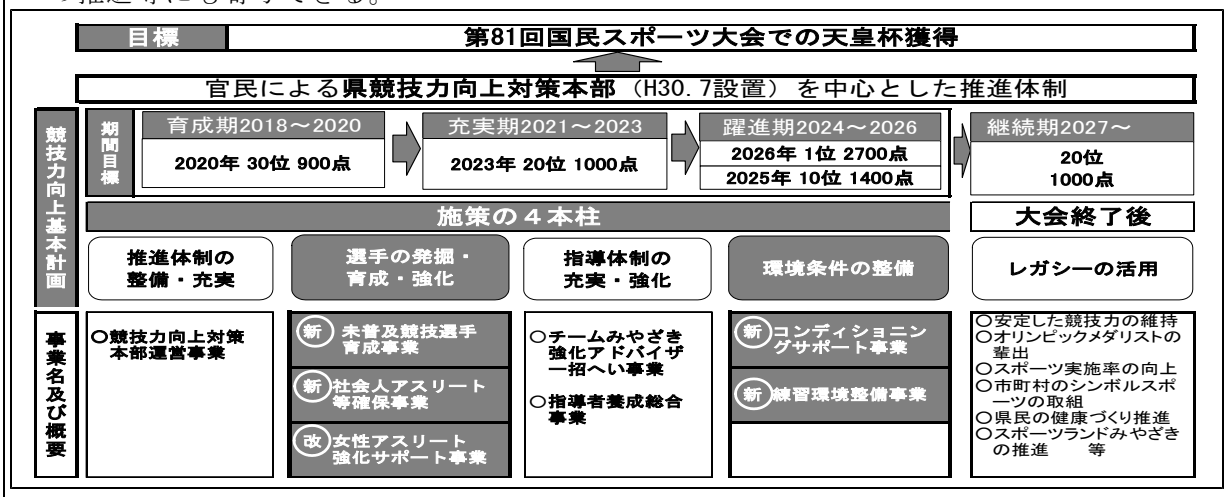 の推進等にも寄与できる。
目標
第81回国民スポーツ大会での天皇杯獲得
官民による県競技力向上対策本部（H30.7設置）を中心とした推進体制
競技力向上基本計画
期間目標
育成期2018～2020
2020年 30位 900点
充実期2021～2023
2023年 20位 1000点
躍進期2024～2026
2026年 1位 2700点
2025年 10位 1400点
継続期2027～
20位
1000点
施策の４本柱
大会終了後
推進体制の
整備・充実
選手の発掘・
育成・強化
指導体制の
充実・強化
環境条件の整備
レガシーの活用
事業名及び概要
○競技力向上対策
本部運営事業
新 未普及競技選手
育成事業
新 社会人アスリート
等確保事業
改 女性アスリート
強化サポート事業
○チームみやざき
強化アドバイザ
ー招へい事業
○指導者養成総合
事業
新 コンディショニン
グサポート事業
新 練習環境整備事業
○安定した競技力の維持
○オリンピックメダリストの
輩出
○スポーツ実施率の向上
○市町村のシンボルスポ
ーツの取組
○県民の健康づくり推進
○スポーツランドみやざき
の推進　等